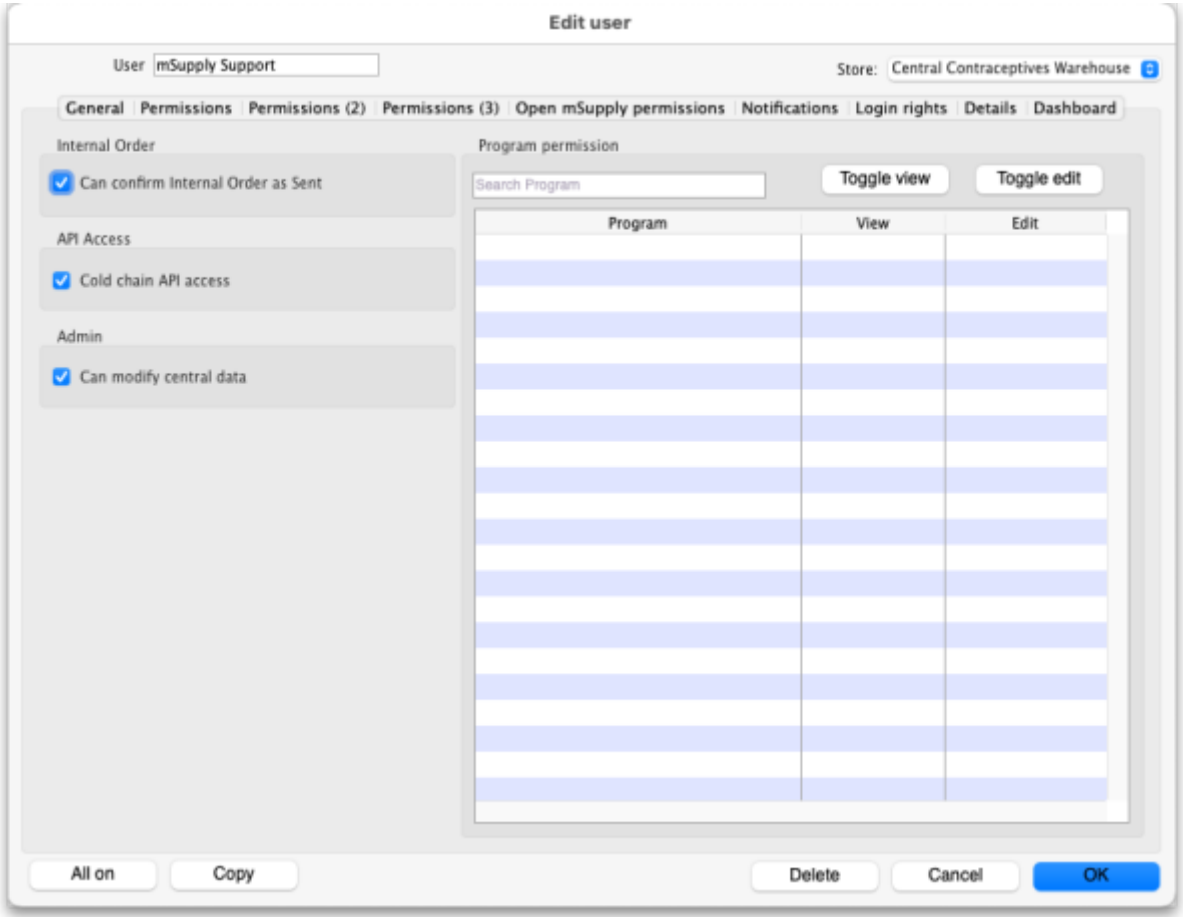 Edit user
User mSupply Support
Store: Central Contraceptives Warehouse
General Permissions Permissions (2) Permissions (3) Open mSupply permissions Notifications Login rights Details Dashboard
Internal Order
Can confirm Internal Order as Sent
API Access
Cold chain API access
Admin
Can modify central data
Program permission
Search Program Toggle view Toggle edit
Program View Edit
All on Copy Delete Cancel OK